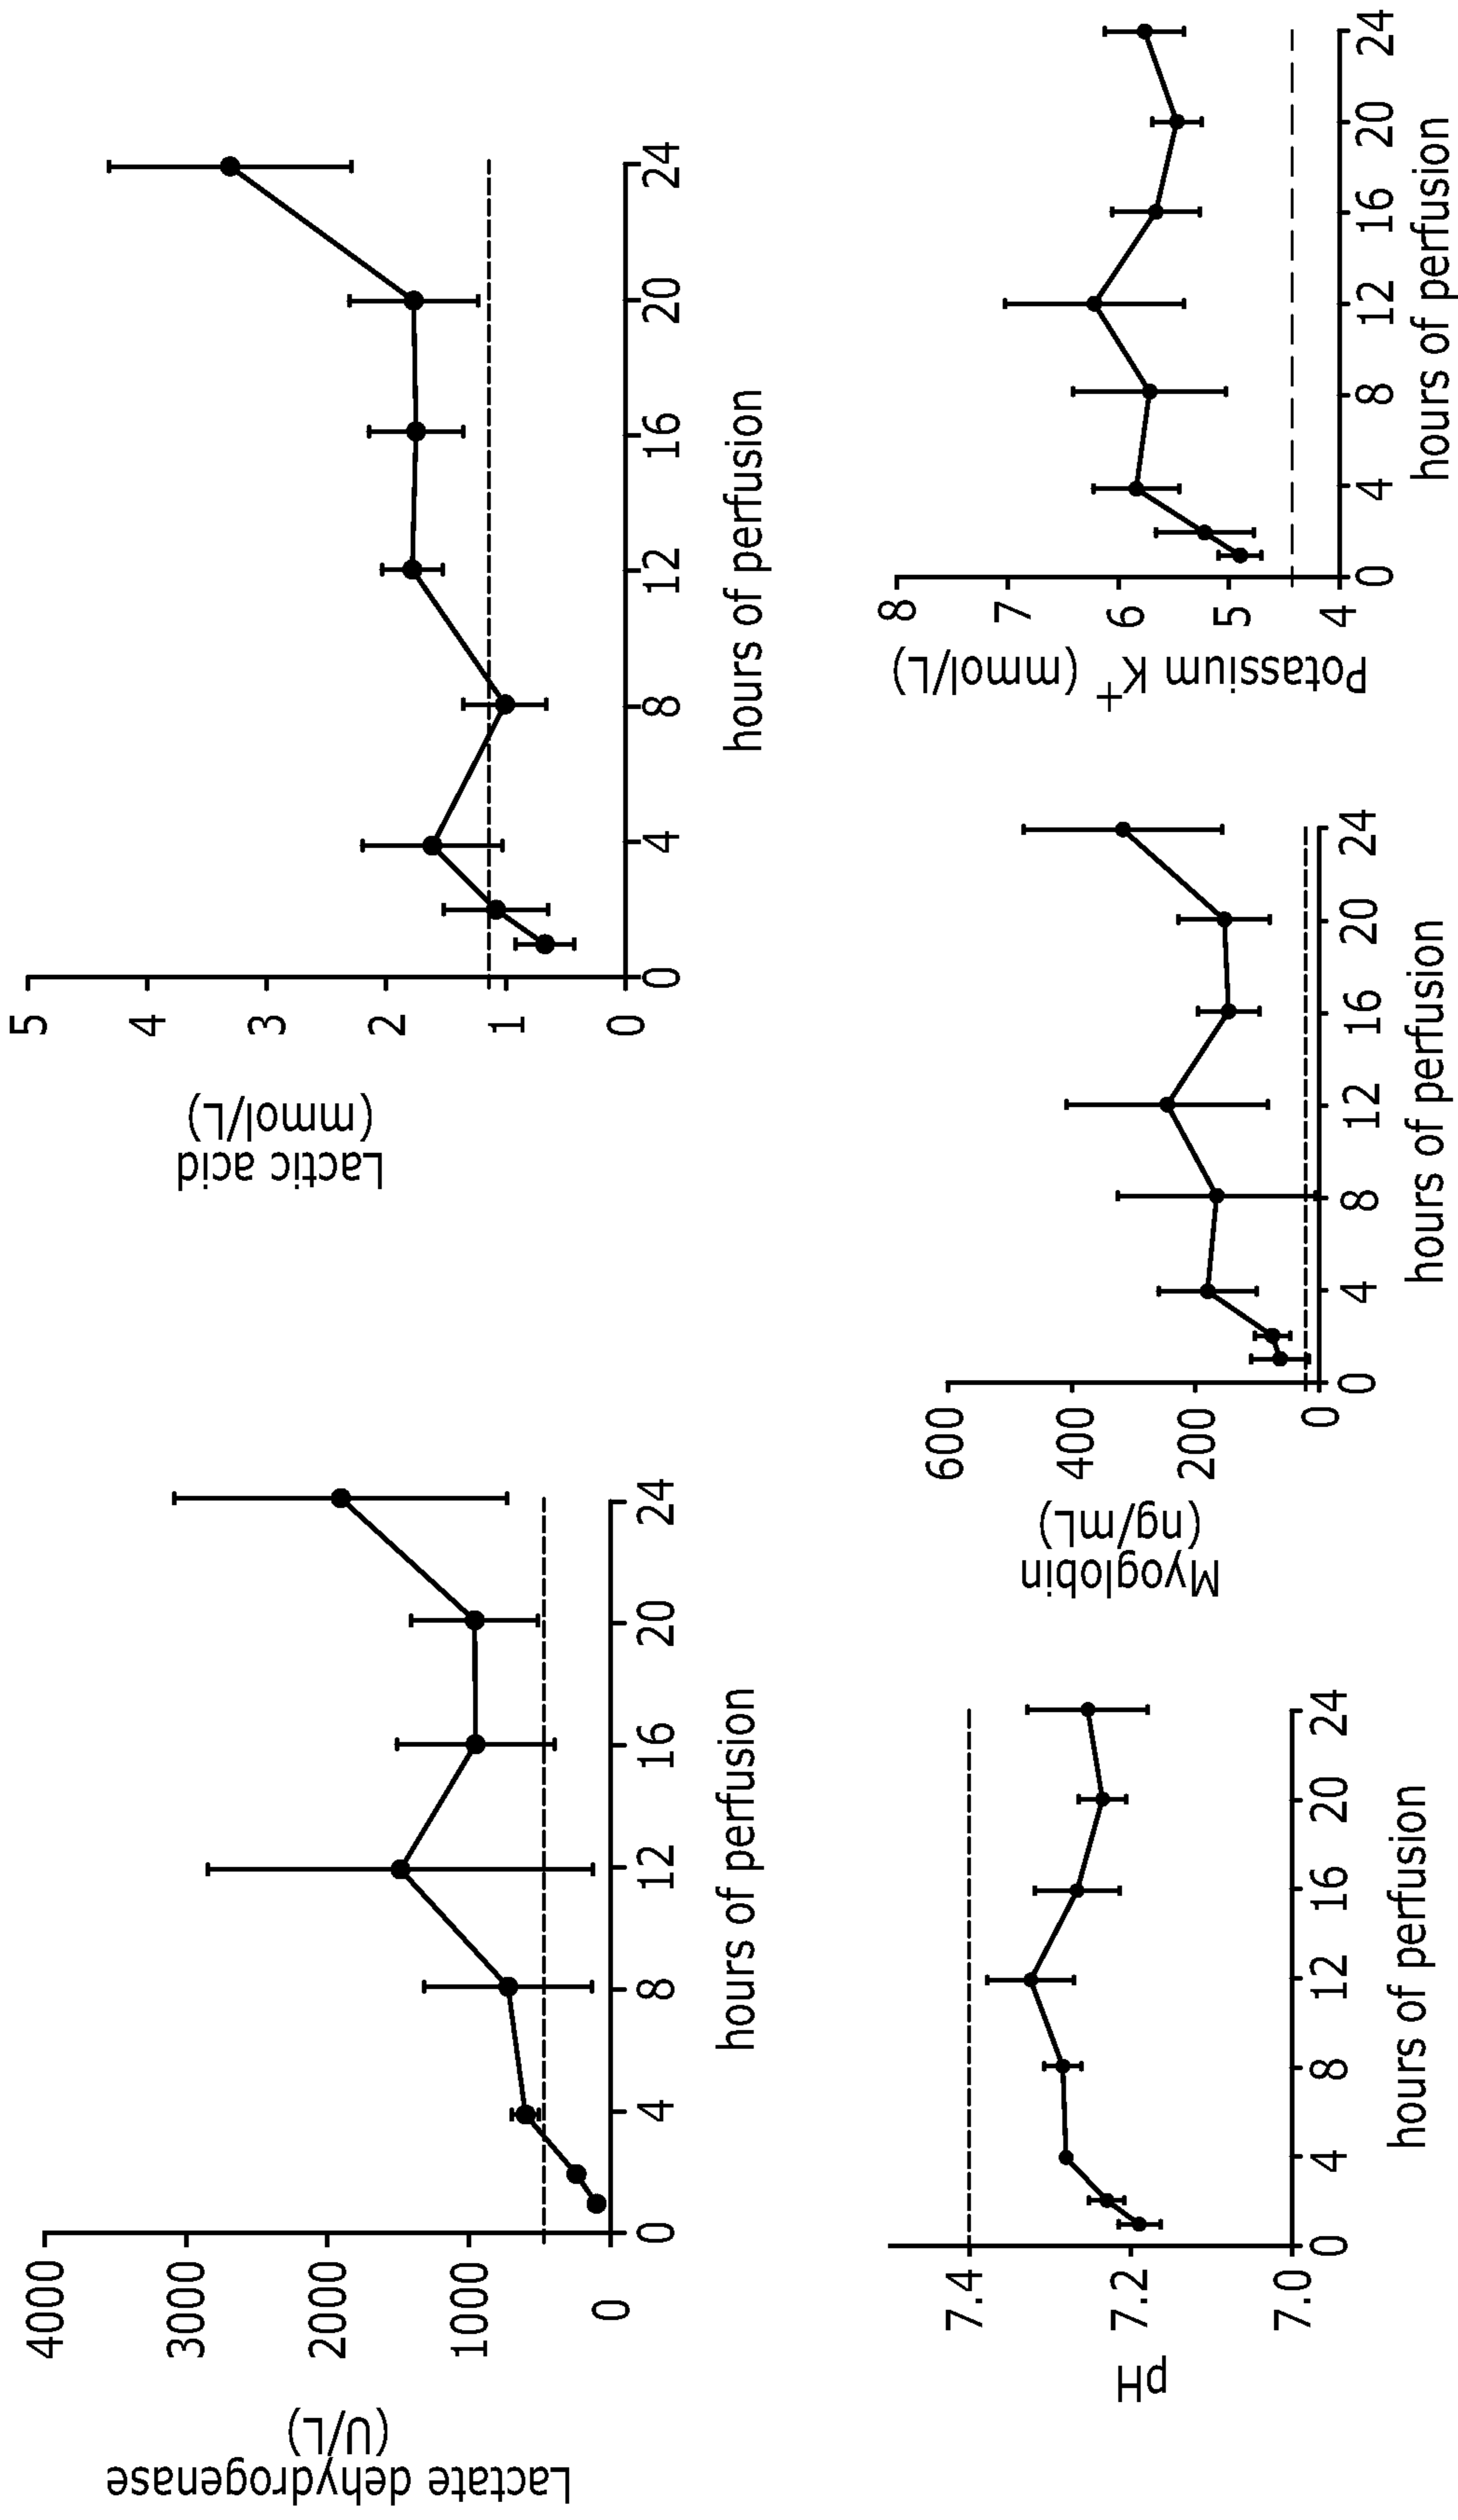 Lactate dehydrogenase
(U/L)
4000
3000
2000
1000
0
0 4 8 12 16 20 24
hours of perfusion
Lactic acid
(mmol/L)
5
4
3
2
1
0
0 4 8 12 16 20 24
hours of perfusion
pH
7.4
7.2
7.0
0 4 8 12 16 20 24
hours of perfusion
Myoglobin
(ng/mL)
600
400
200
0
0 4 8 12 16 20 24
hours of perfusion
Potassium K+ (mmol/L)
8
7
6
5
4
0 4 8 12 16 20 24
hours of perfusion